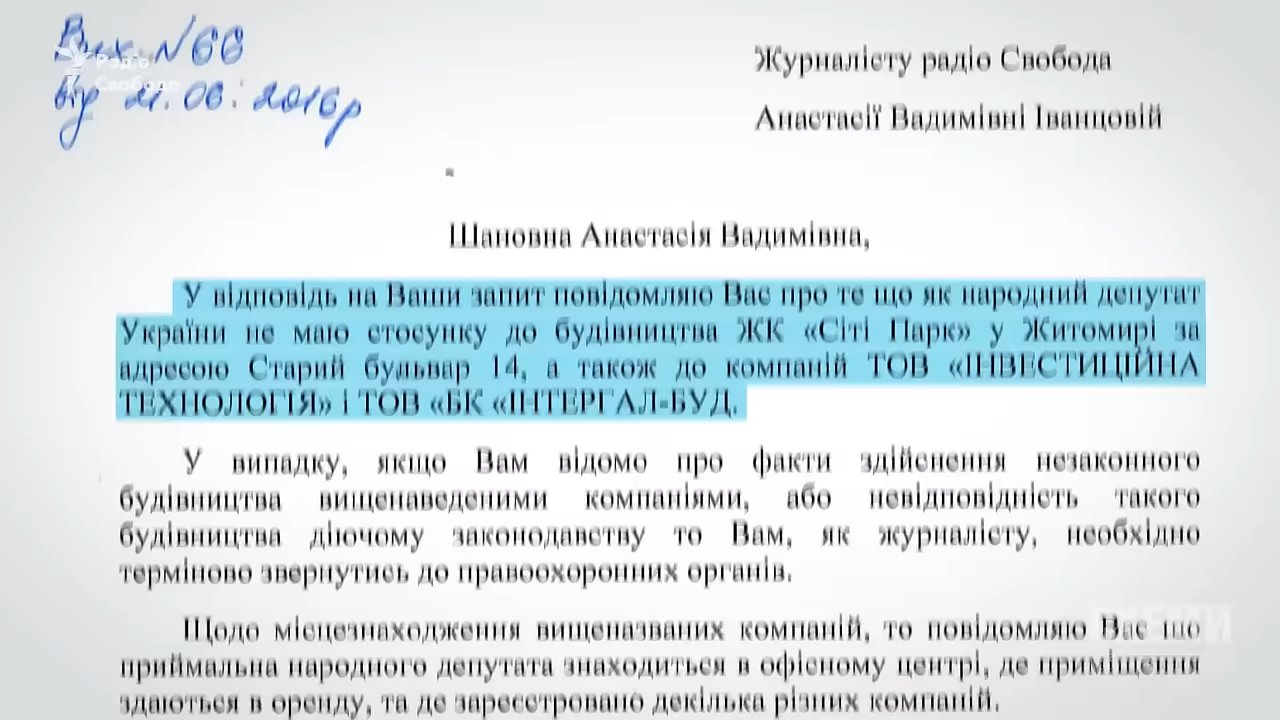 Вих. №66
від 21.06.2016р
Радіо
Свобода
Журналісту радіо Свобода
Анастасії Вадимівні Іванцовій
Шановна Анастасія Вадимівна,
У відповідь на Ваши запит повідомляю Вас про те що як народний депутат
України не маю стосунку до будівництва ЖК «Сіті Парк» у Житомирі за
адресою Старий бульвар 14, а також до компаній ТОВ «ІНВЕСТИЦІЙНА
ТЕХНОЛОГІЯ» і ТОВ «БК «ІНТЕРГАЛ-БУД.
У випадку, якщо Вам відомо про факти здійснення незаконного
будівництва вищенаведеними компаніями, або невідповідність такого
будівництва діючому законодавству то Вам, як журналісту, необхідно
терміново звернутись до правоохоронних органів.
Щодо місцезнаходження вищеназваних компаній, то повідомляю Вас що
приймальна народного депутата знаходиться в офісному центрі, де приміщення
здаються в оренду, та де зареєстровано декілька різних компаній.
СХЕМИ